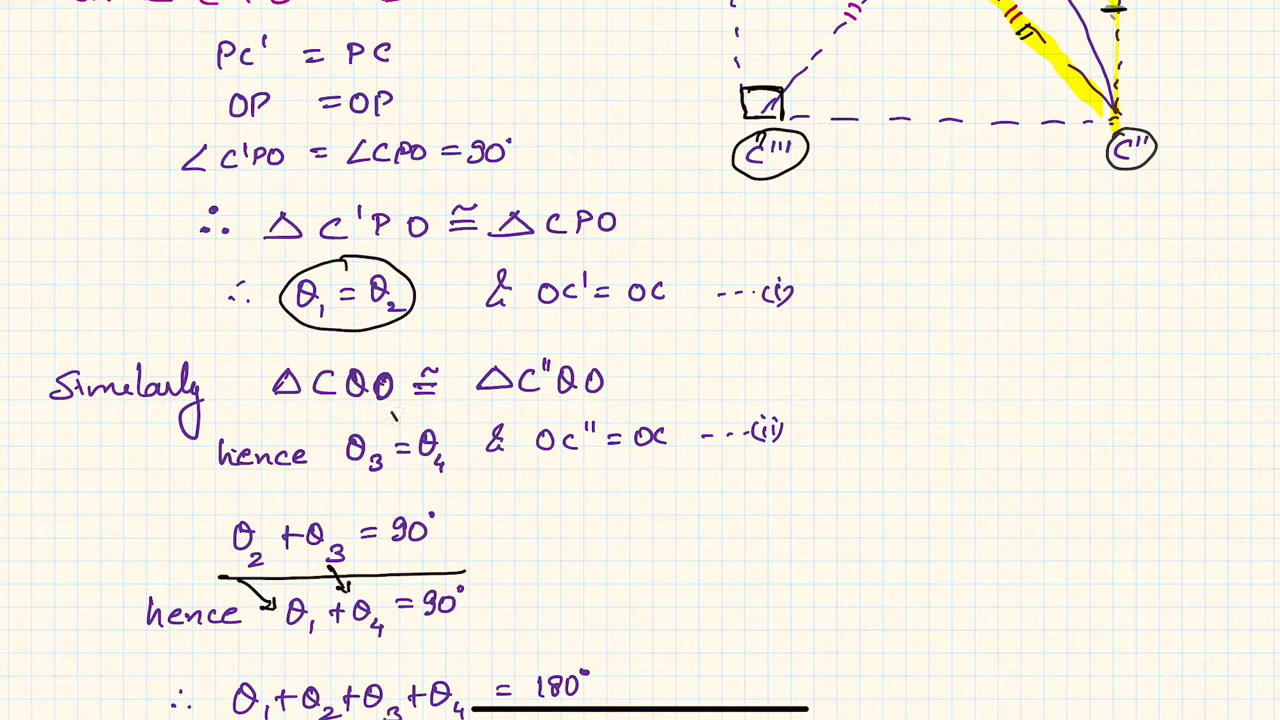 PC' = PC
OP = OP
∠C'PO = ∠CPO = 90°
C''' C''
∴ △C'PO ≅ △CPO
∴ θ₁ = θ₂ & OC' = OC ---(i)
Similarly △CQO ≅ △C''QO
hence θ₃ = θ₄ & OC'' = OC ---(ii)
θ₂ + θ₃ = 90°
hence θ₁ + θ₄ = 90°
∴ θ₁ + θ₂ + θ₃ + θ₄ = 180°